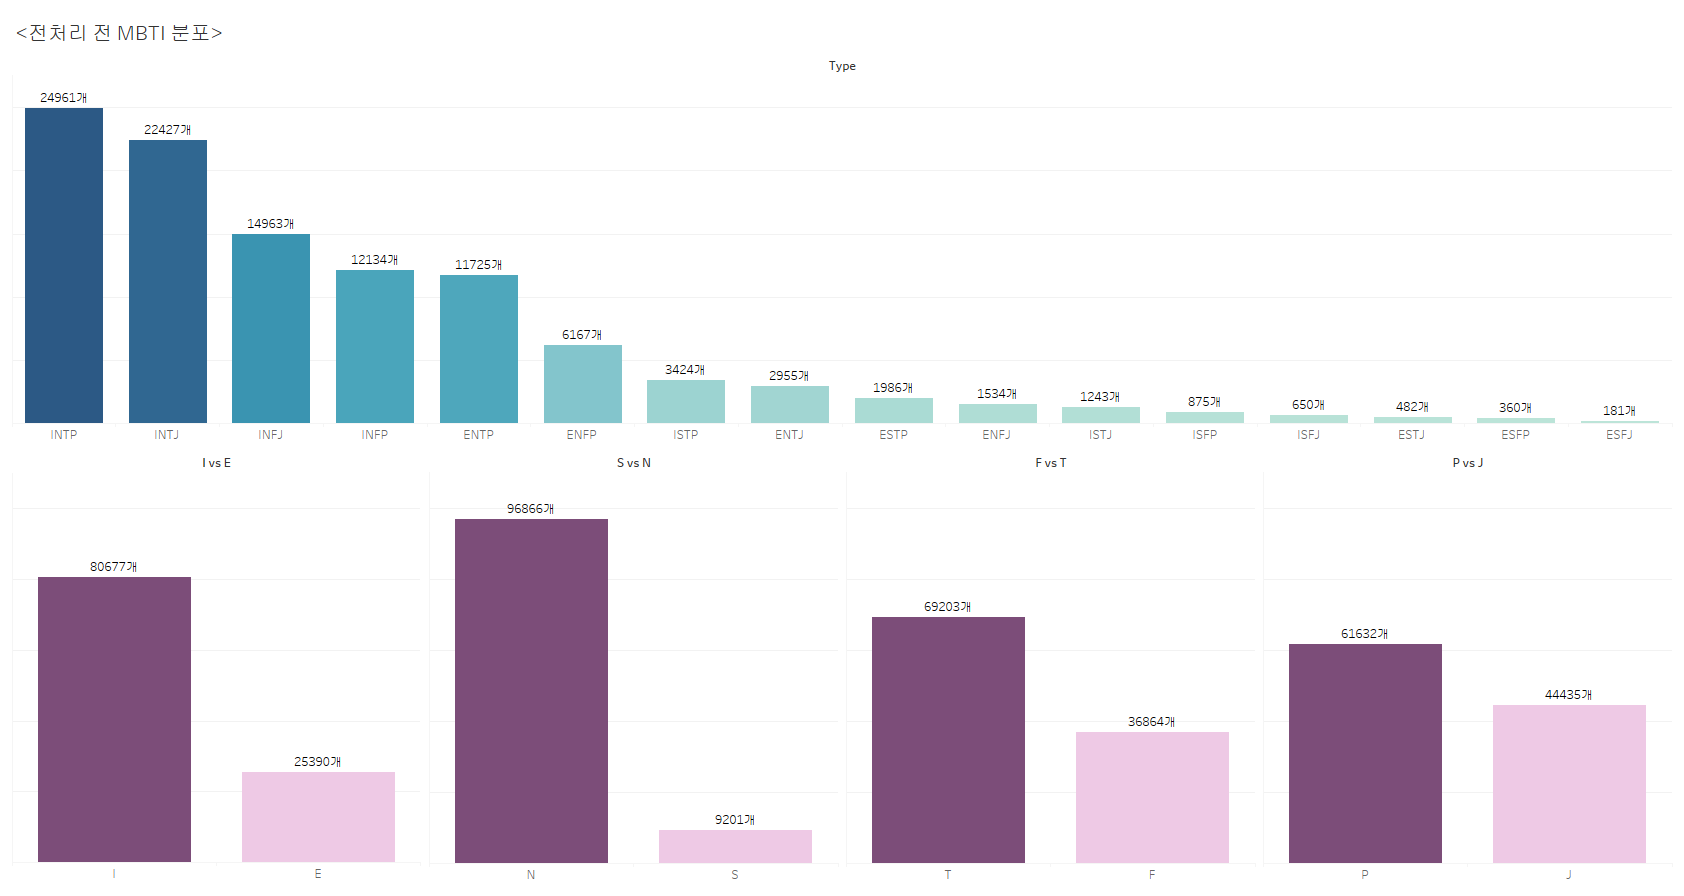 <전처리 전 MBTI 분포>
Type
24961개
22427개
14963개
12134개
11725개
6167개
3424개
2955개
1986개
1534개
1243개
875개
650개
482개
360개
181개
INTP INTJ INFJ INFP ENTP ENFP ISTP ENTJ ESTP ENFJ ISTJ ISFP ISFJ ESTJ ESFP ESFJ
I vs E
80677개
25390개
I E
S vs N
96866개
9201개
N S
F vs T
69203개
36864개
T F
P vs J
61632개
44435개
P J